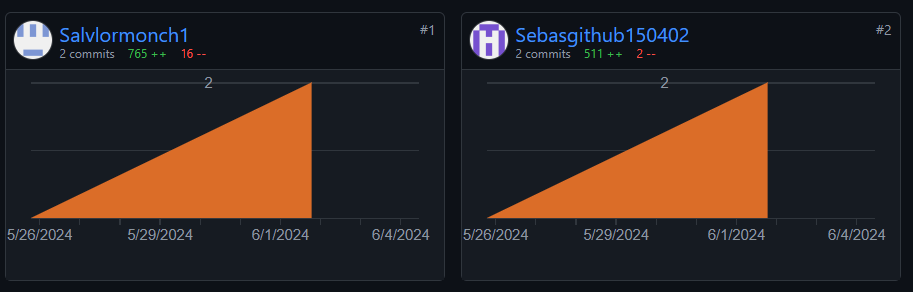 Salvlormonch1 #1
2 commits 765 ++ 16 --
2
5/26/2024 5/29/2024 6/1/2024 6/4/2024
Sebasgithub150402 #2
2 commits 511 ++ 2 --
2
5/26/2024 5/29/2024 6/1/2024 6/4/2024